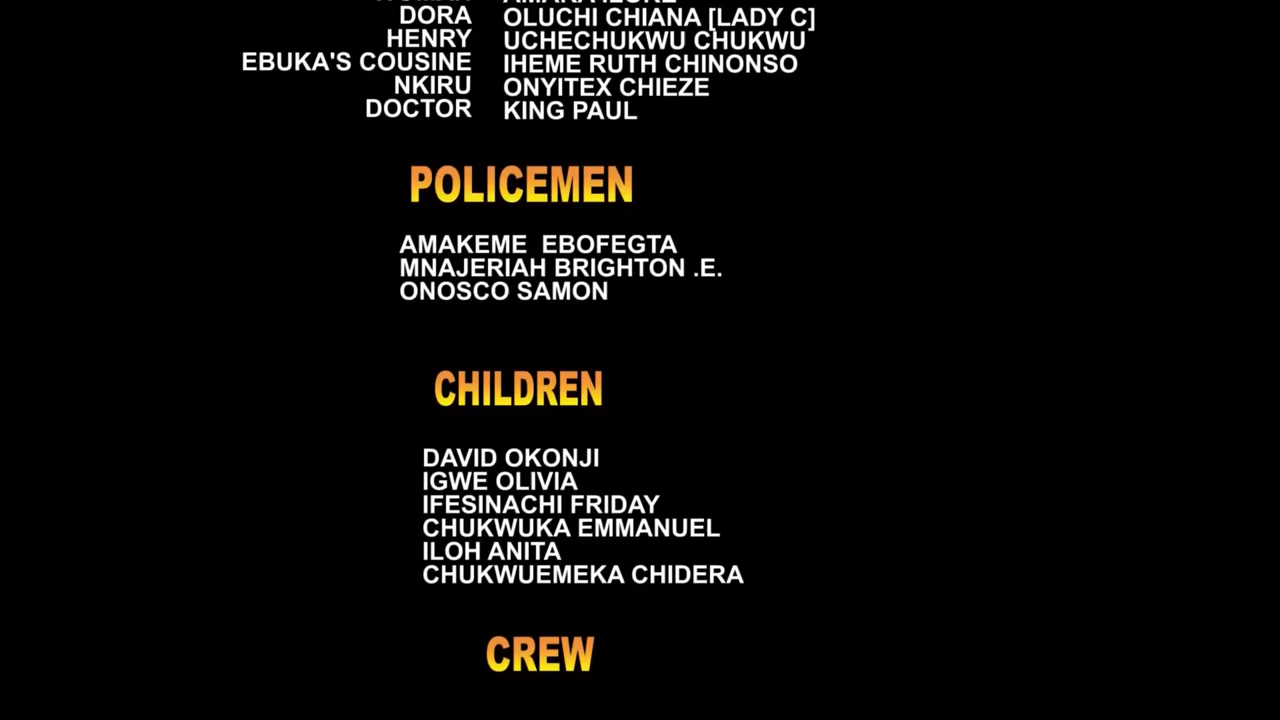 DORA OLUCHI CHIANA [LADY C]
HENRY UCHECHUKWU CHUKWU
EBUKA'S COUSINE IHEME RUTH CHINONSO
NKIRU ONYITEX CHIEZE
DOCTOR KING PAUL
POLICEMEN
AMAKEME EBOFEGTA
MNAJERIAH BRIGHTON .E.
ONOSCO SAMON
CHILDREN
DAVID OKONJI
IGWE OLIVIA
IFESINACHI FRIDAY
CHUKWUKA EMMANUEL
ILOH ANITA
CHUKWUEMEKA CHIDERA
CREW